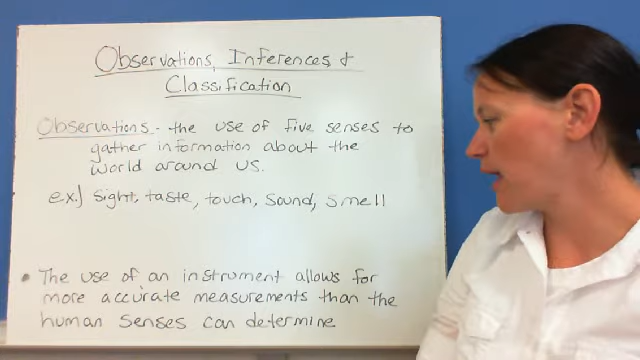 Observations, Inferences &
Classification
Observations - the use of five senses to
gather information about the
world around us.
ex.) sight, taste, touch, sound, smell
• The use of an instrument allows for
more accurate measurements than the
human senses can determine